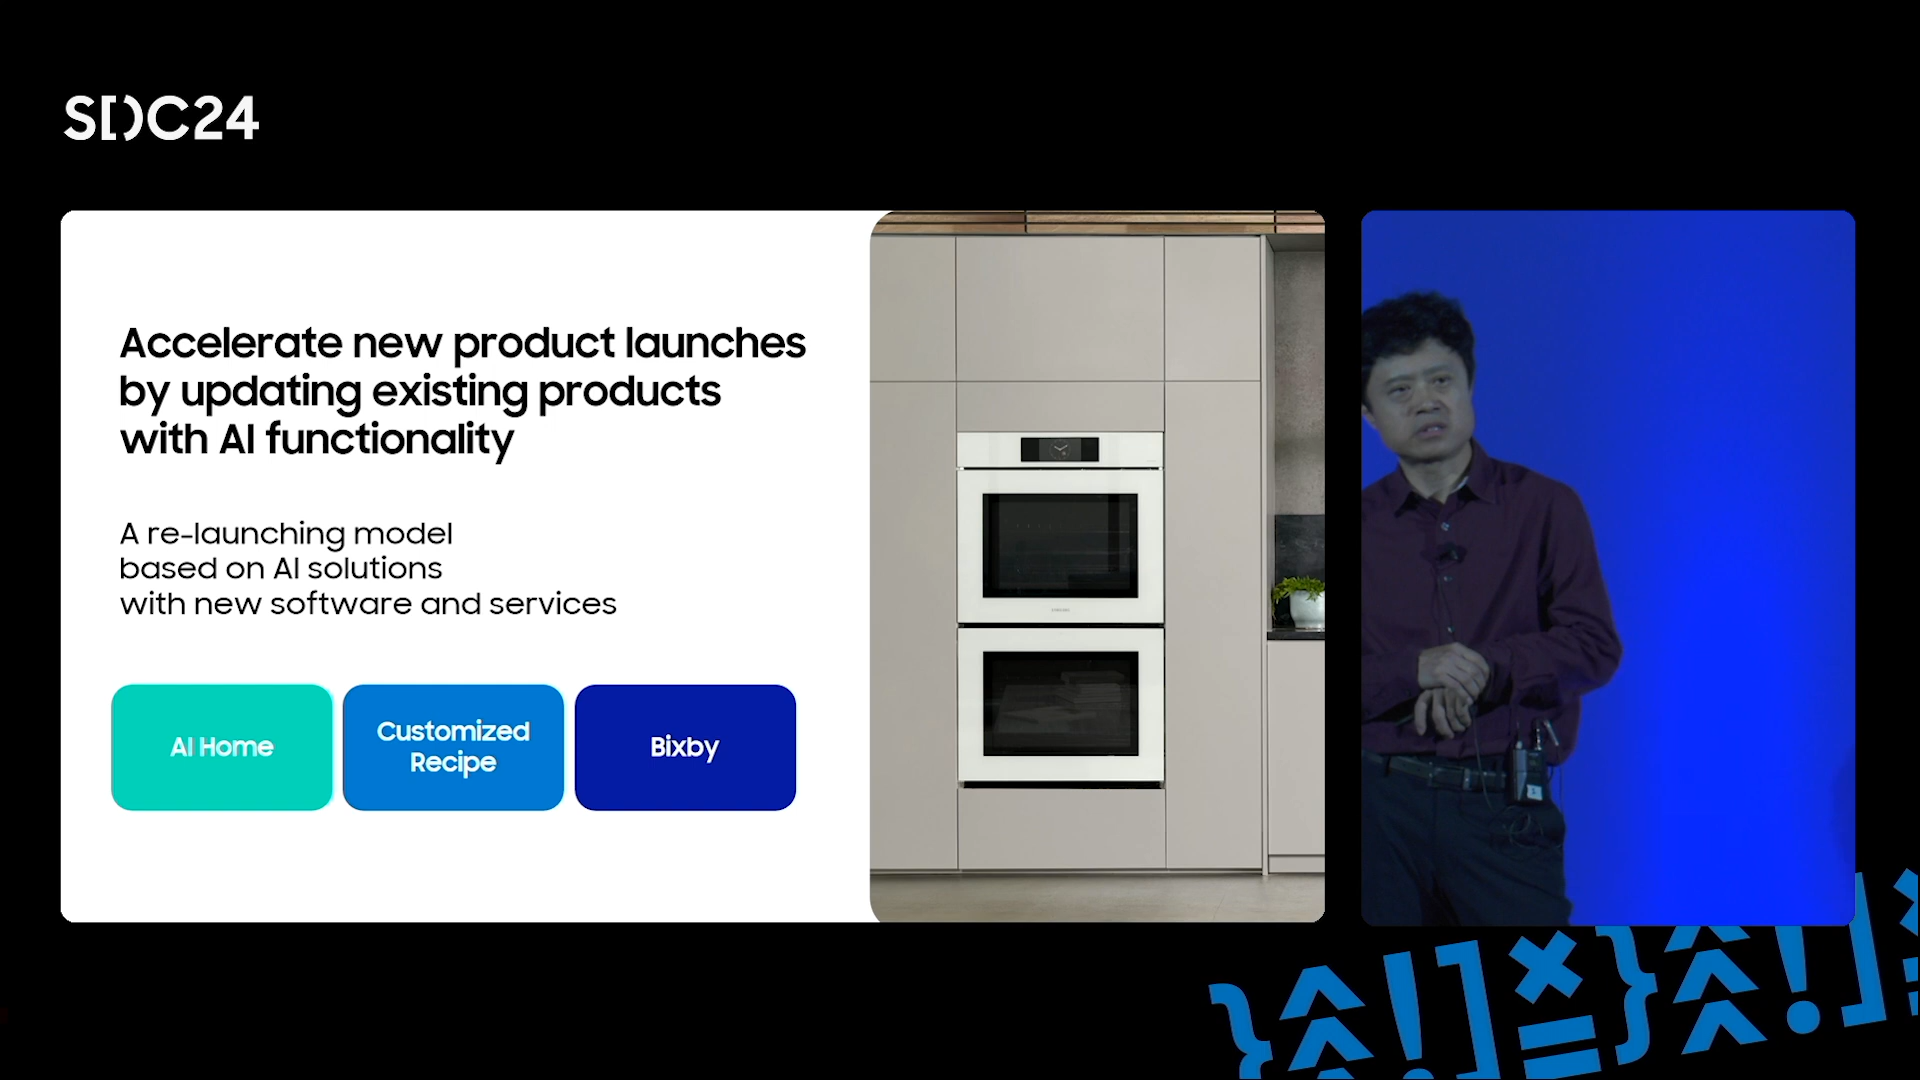 SDC24
Accelerate new product launches
by updating existing products
with AI functionality
A re-launching model
based on AI solutions
with new software and services
AI Home
Customized
Recipe
Bixby